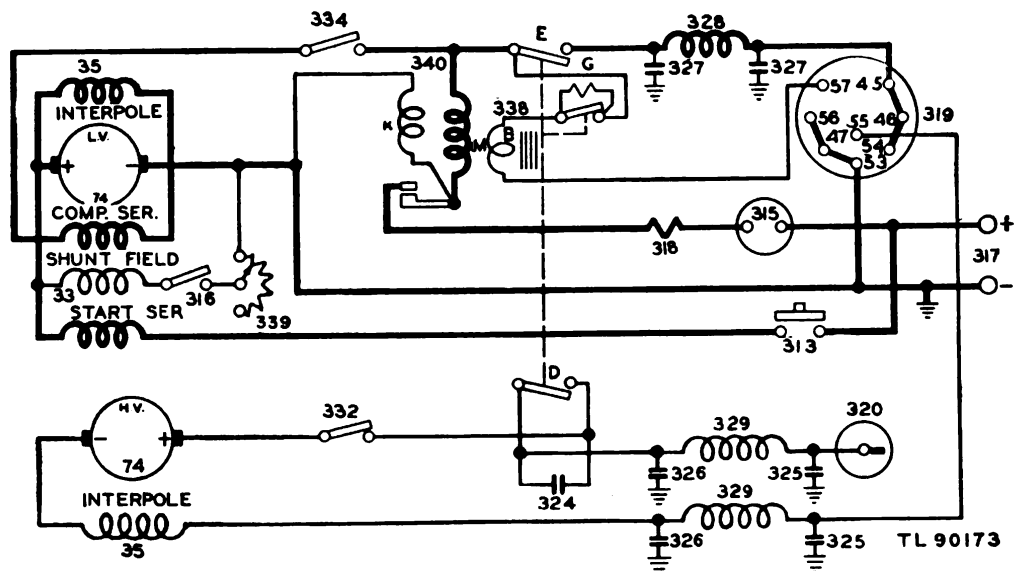 334
E
328
35
340
G
327
327
INTERPOLE
57
45
338
L.V.
K
56
46
319
B
55
+
−
M
47
54
53
74
COMP. SER.
315
+
SHUNT FIELD
318
317
33
316
−
START SER
339
313
D
H.V.
332
320
329
−
+
74
326
325
324
329
INTERPOLE
35
326
325
TL 90173